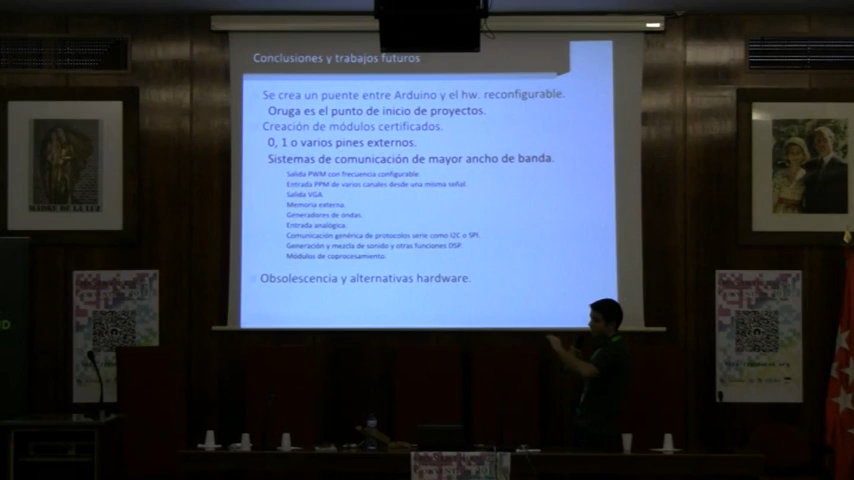 Conclusiones y trabajos futuros
Se crea un puente entre Arduino y el hw. reconfigurable.
Oruga es el punto de inicio de proyectos.
Creación de módulos certificados.
0, 1 o varios pines externos.
Sistemas de comunicación de mayor ancho de banda.
Salida PWM con frecuencia configurable.
Entrada PPM de varios canales desde una misma señal.
Salida VGA.
Memoria externa.
Generadores de ondas.
Entrada analógica.
Comunicación genérica de protocolos serie como I2C o SPI.
Generación y mezcla de sonido y otras funciones DSP.
Módulos de coprocesamiento.
Obsolescencia y alternativas hardware.
MADRE DE LA LUZ